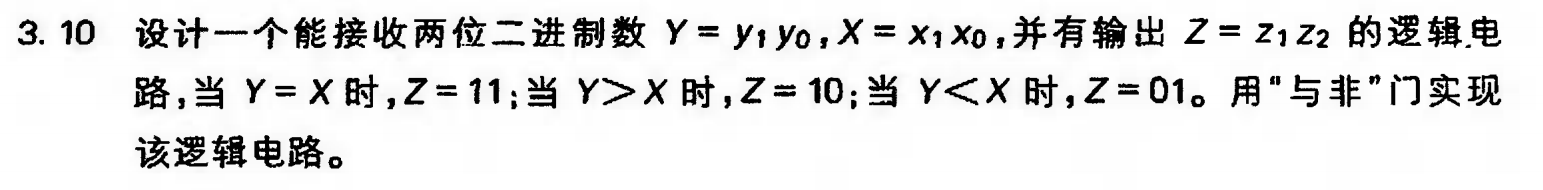 3.10 设计一个能接收两位二进制数 Y = y₁y₀,X = x₁x₀,并有输出 Z = z₁z₂ 的逻辑电
路,当 Y = X 时,Z = 11;当 Y > X 时,Z = 10;当 Y < X 时,Z = 01。用“与非”门实现
该逻辑电路。